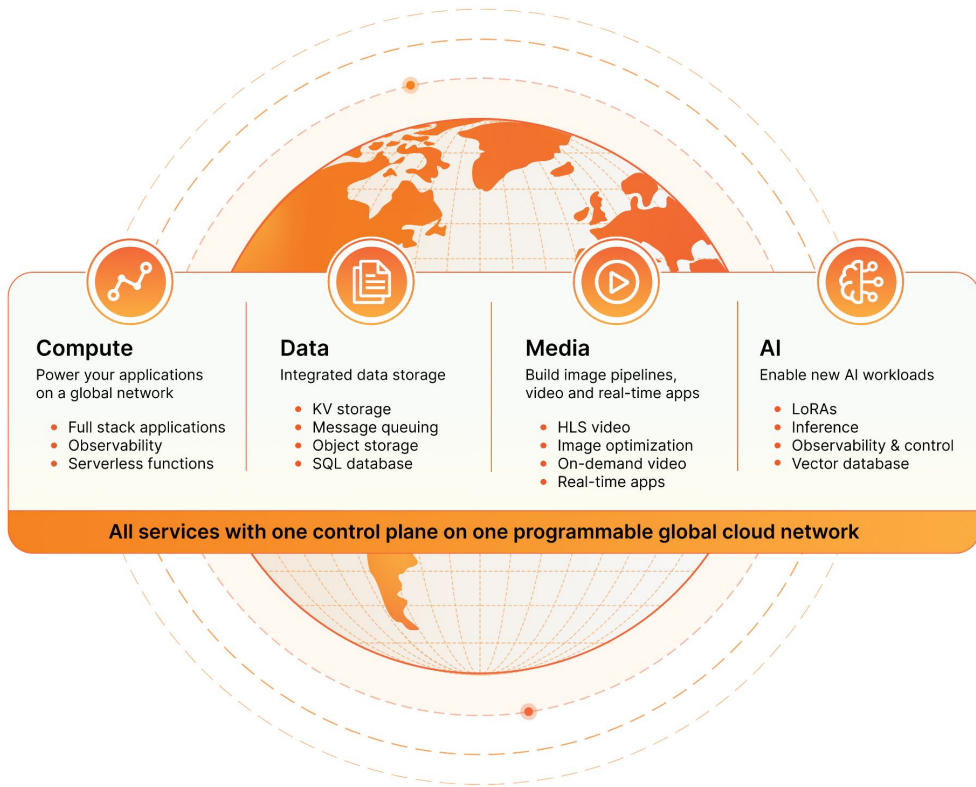 Compute
Power your applications
on a global network
• Full stack applications
• Observability
• Serverless functions
Data
Integrated data storage
• KV storage
• Message queuing
• Object storage
• SQL database
Media
Build image pipelines,
video and real-time apps
• HLS video
• Image optimization
• On-demand video
• Real-time apps
AI
Enable new AI workloads
• LoRAs
• Inference
• Observability & control
• Vector database
All services with one control plane on one programmable global cloud network